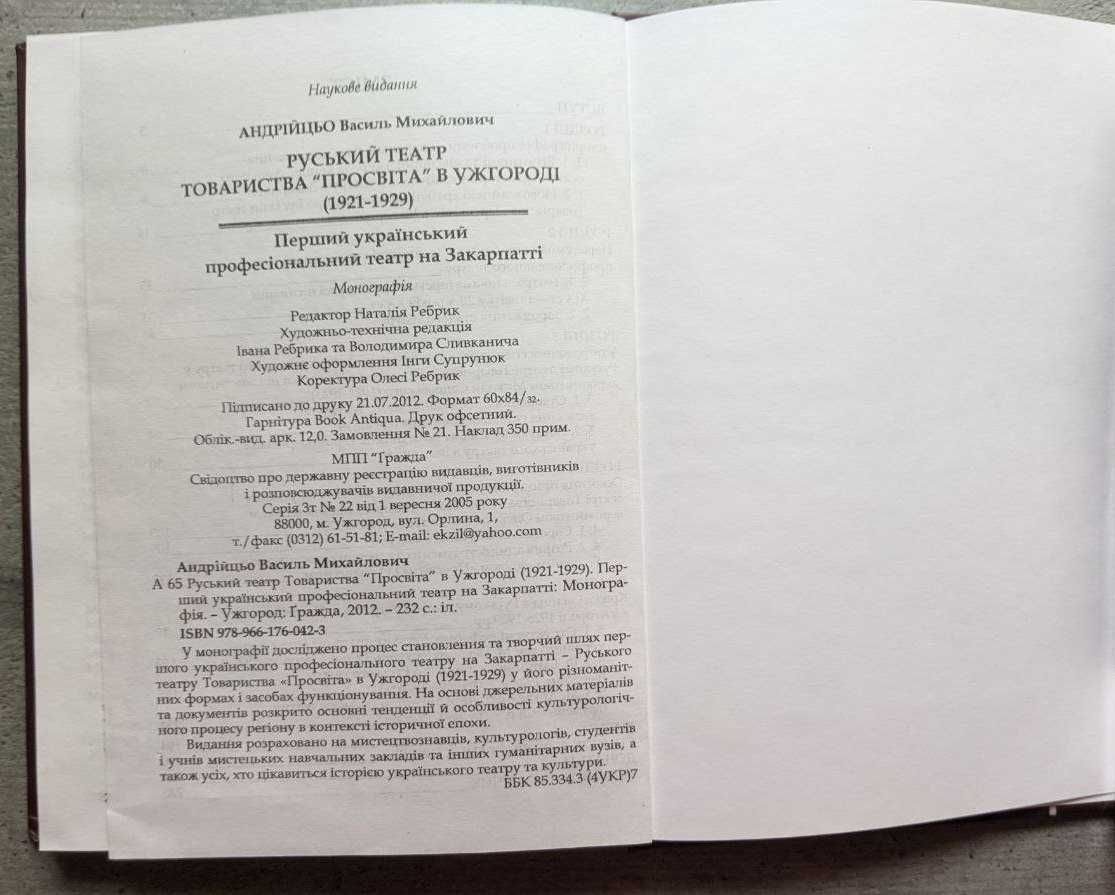 Наукове видання
АНДРІЙЦЬО Василь Михайлович
РУСЬКИЙ ТЕАТР
ТОВАРИСТВА “ПРОСВІТА” В УЖГОРОДІ
(1921-1929)
Перший український
професіональний театр на Закарпатті
Монографія
Редактор Наталія Ребрик
Художньо-технічна редакція
Івана Ребрика та Володимира Сливканича
Художнє оформлення Інги Супрунюк
Коректура Олесі Ребрик
Підписано до друку 21.07.2012. Формат 60х84/32.
Гарнітура Book Antiqua. Друк офсетний.
Облік.-вид. арк. 12,0. Замовлення № 21. Наклад 350 прим.
МПП “Ґражда”
Свідоцтво про державну реєстрацію видавців, виготівників
і розповсюджувачів видавничої продукції.
Серія Зт № 22 від 1 вересня 2005 року
88000, м. Ужгород, вул. Орлина, 1,
т./факс (0312) 61-51-81; E-mail: ekzil@yahoo.com
Андрійцьо Василь Михайлович
А 65 Руський театр Товариства “Просвіта” в Ужгороді (1921-1929). Пер-
ший український професіональний театр на Закарпатті: Моногра-
фія. – Ужгород: Ґражда, 2012. – 232 с.: іл.
ISBN 978-966-176-042-3
У монографії досліджено процес становлення та творчий шлях пер-
шого українського професіонального театру на Закарпатті – Руського
театру Товариства «Просвіта» в Ужгороді (1921-1929) у його різноманіт-
них формах і засобах функціонування. На основі джерельних матеріалів
та документів розкрито основні тенденції й особливості культурологіч-
ного процесу регіону в контексті історичної епохи.
Видання розраховано на мистецтвознавців, культурологів, студентів
і учнів мистецьких навчальних закладів та інших гуманітарних вузів, а
також усіх, хто цікавиться історією українського театру та культури.
ББК 85.334.3 (4УКР)7